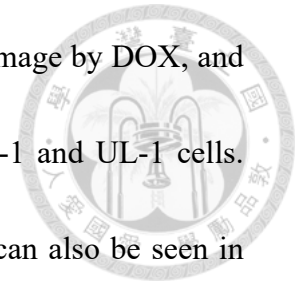 mage by DOX, and
-1 and UL-1 cells.
can also be seen in